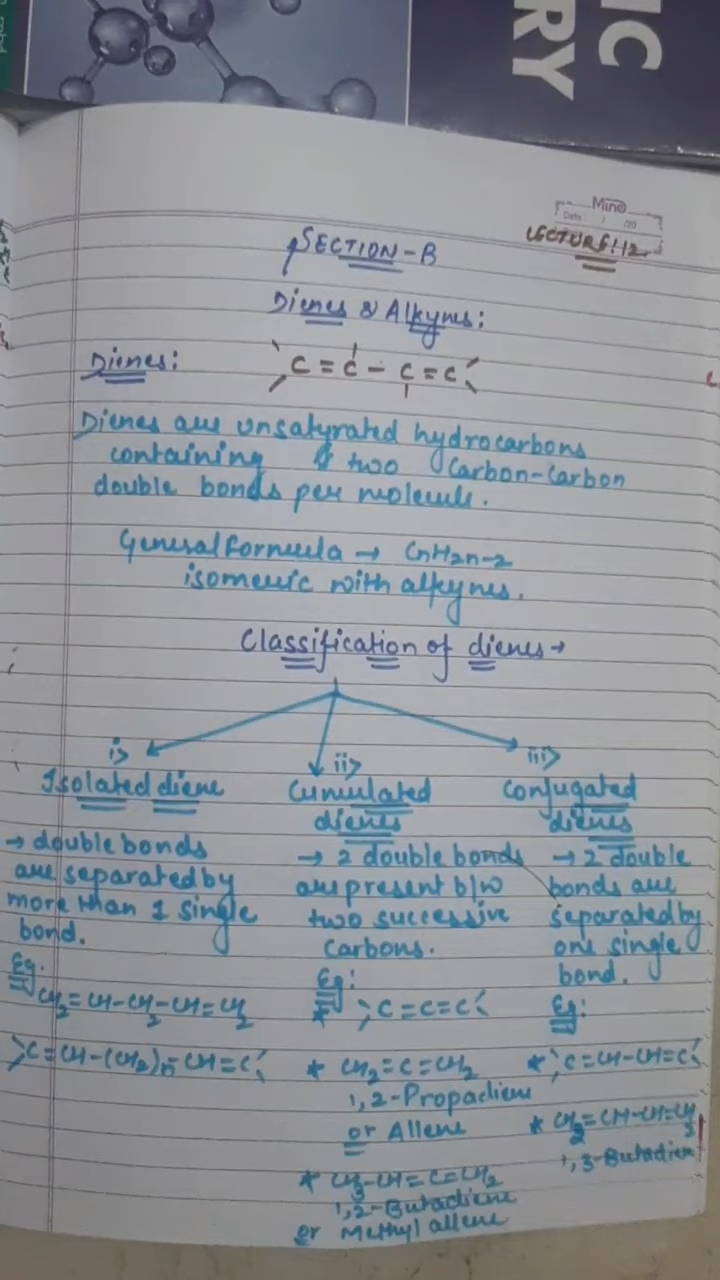 IC
RY
Mino
Date / /20
LECTURE:12.
SECTION-B
Dienes & Alkynes:
Dienes:
C = C - C = C
Dienes are unsatyrated hydrocarbons
containing two Carbon-Carbon
double bonds per molecule.
General formula → CnH2n-2
isomeric with alkynes.
Classification of dienes→
i>
Isolated diene
→ double bonds
are separated by
more than 1 single
bond.
Eg:
CH2=CH-CH2-CH=CH2
>C=CH-(CH2)n-CH=C<
ii>
Cumulated
dienes
→ 2 double bonds
are present b/w
two successive
Carbons.
Eg:
* >C=C=C<
* CH2=C=CH2
1,2-Propadiene
or Allene
* CH3-CH=C=CH2
1,2-Butadiene
or Methyl allene
iii>
Conjugated
dienes
→ 2 double
bonds are
separated by
one single
bond.
Eg:
* >C=CH-CH=C<
* CH2=CH-CH=CH2
1,3-Butadien